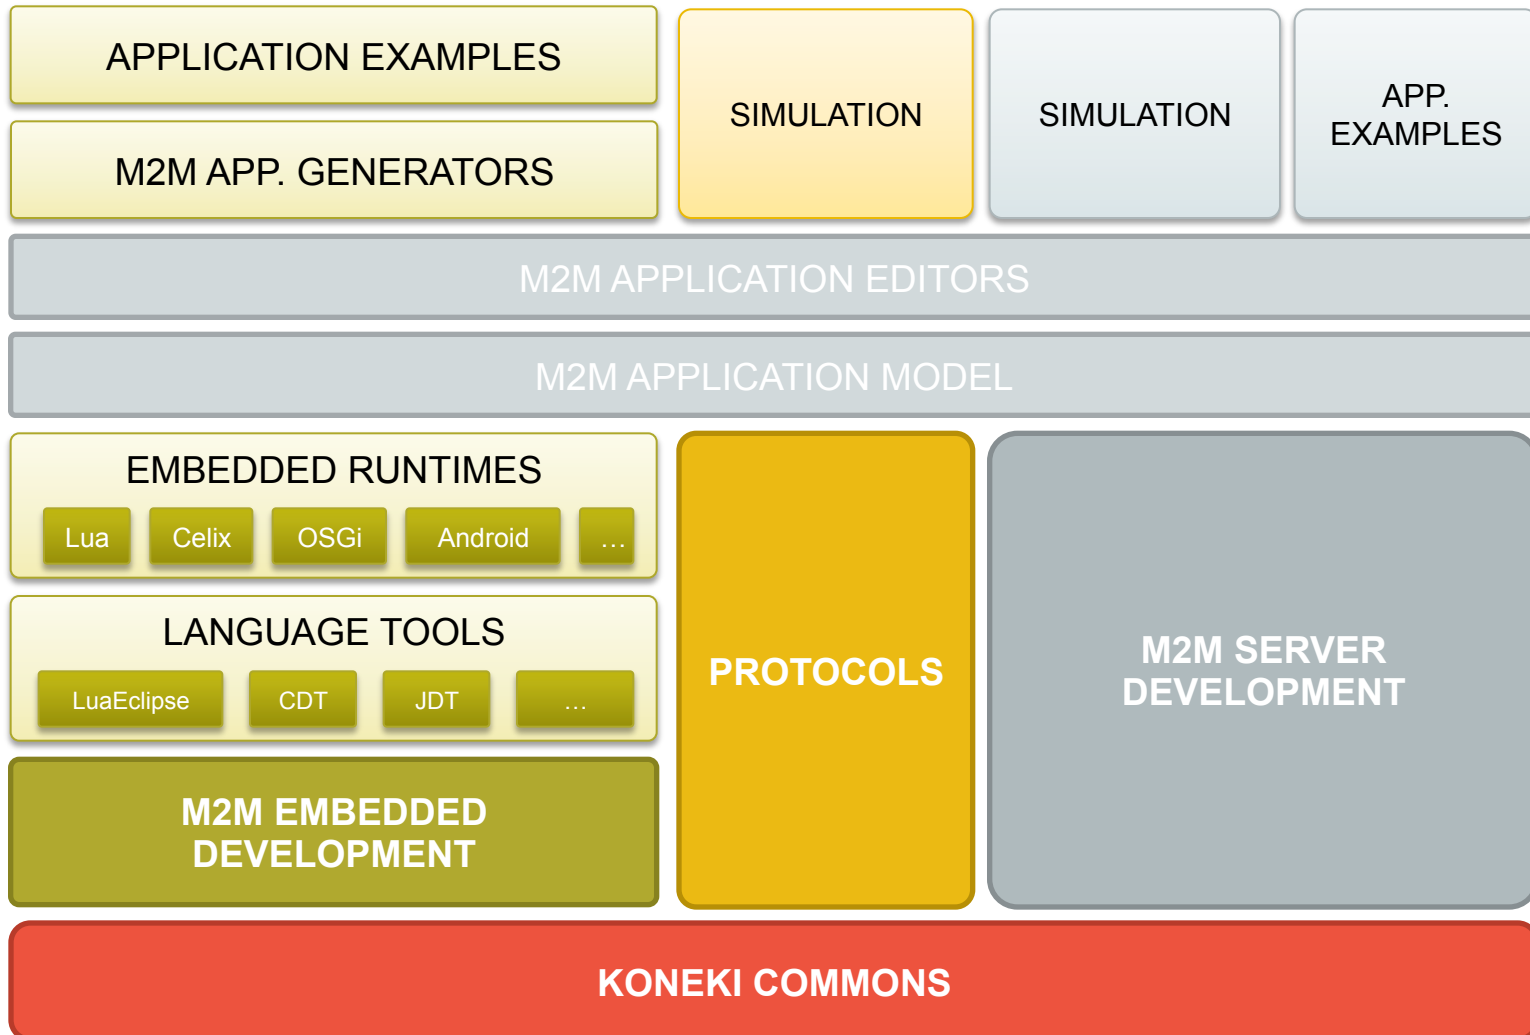 APPLICATION EXAMPLES
M2M APP. GENERATORS
SIMULATION
SIMULATION
APP.
EXAMPLES
M2M APPLICATION EDITORS
M2M APPLICATION MODEL
EMBEDDED RUNTIMES
Lua
Celix
OSGi
Android
...
LANGUAGE TOOLS
LuaEclipse
CDT
JDT
...
M2M EMBEDDED
DEVELOPMENT
PROTOCOLS
M2M SERVER
DEVELOPMENT
KONEKI COMMONS